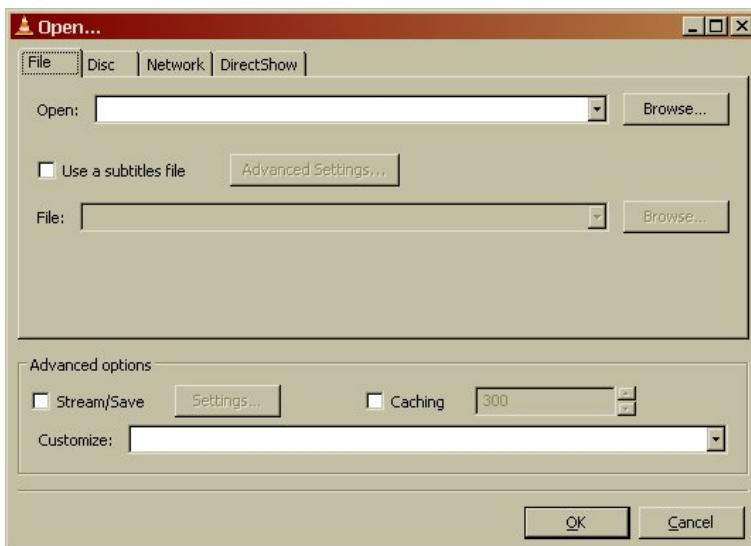 Open...
File Disc Network DirectShow
Open: Browse...
Use a subtitles file Advanced Settings...
File: Browse...
Advanced options
Stream/Save Settings... Caching 300
Customize:
OK Cancel